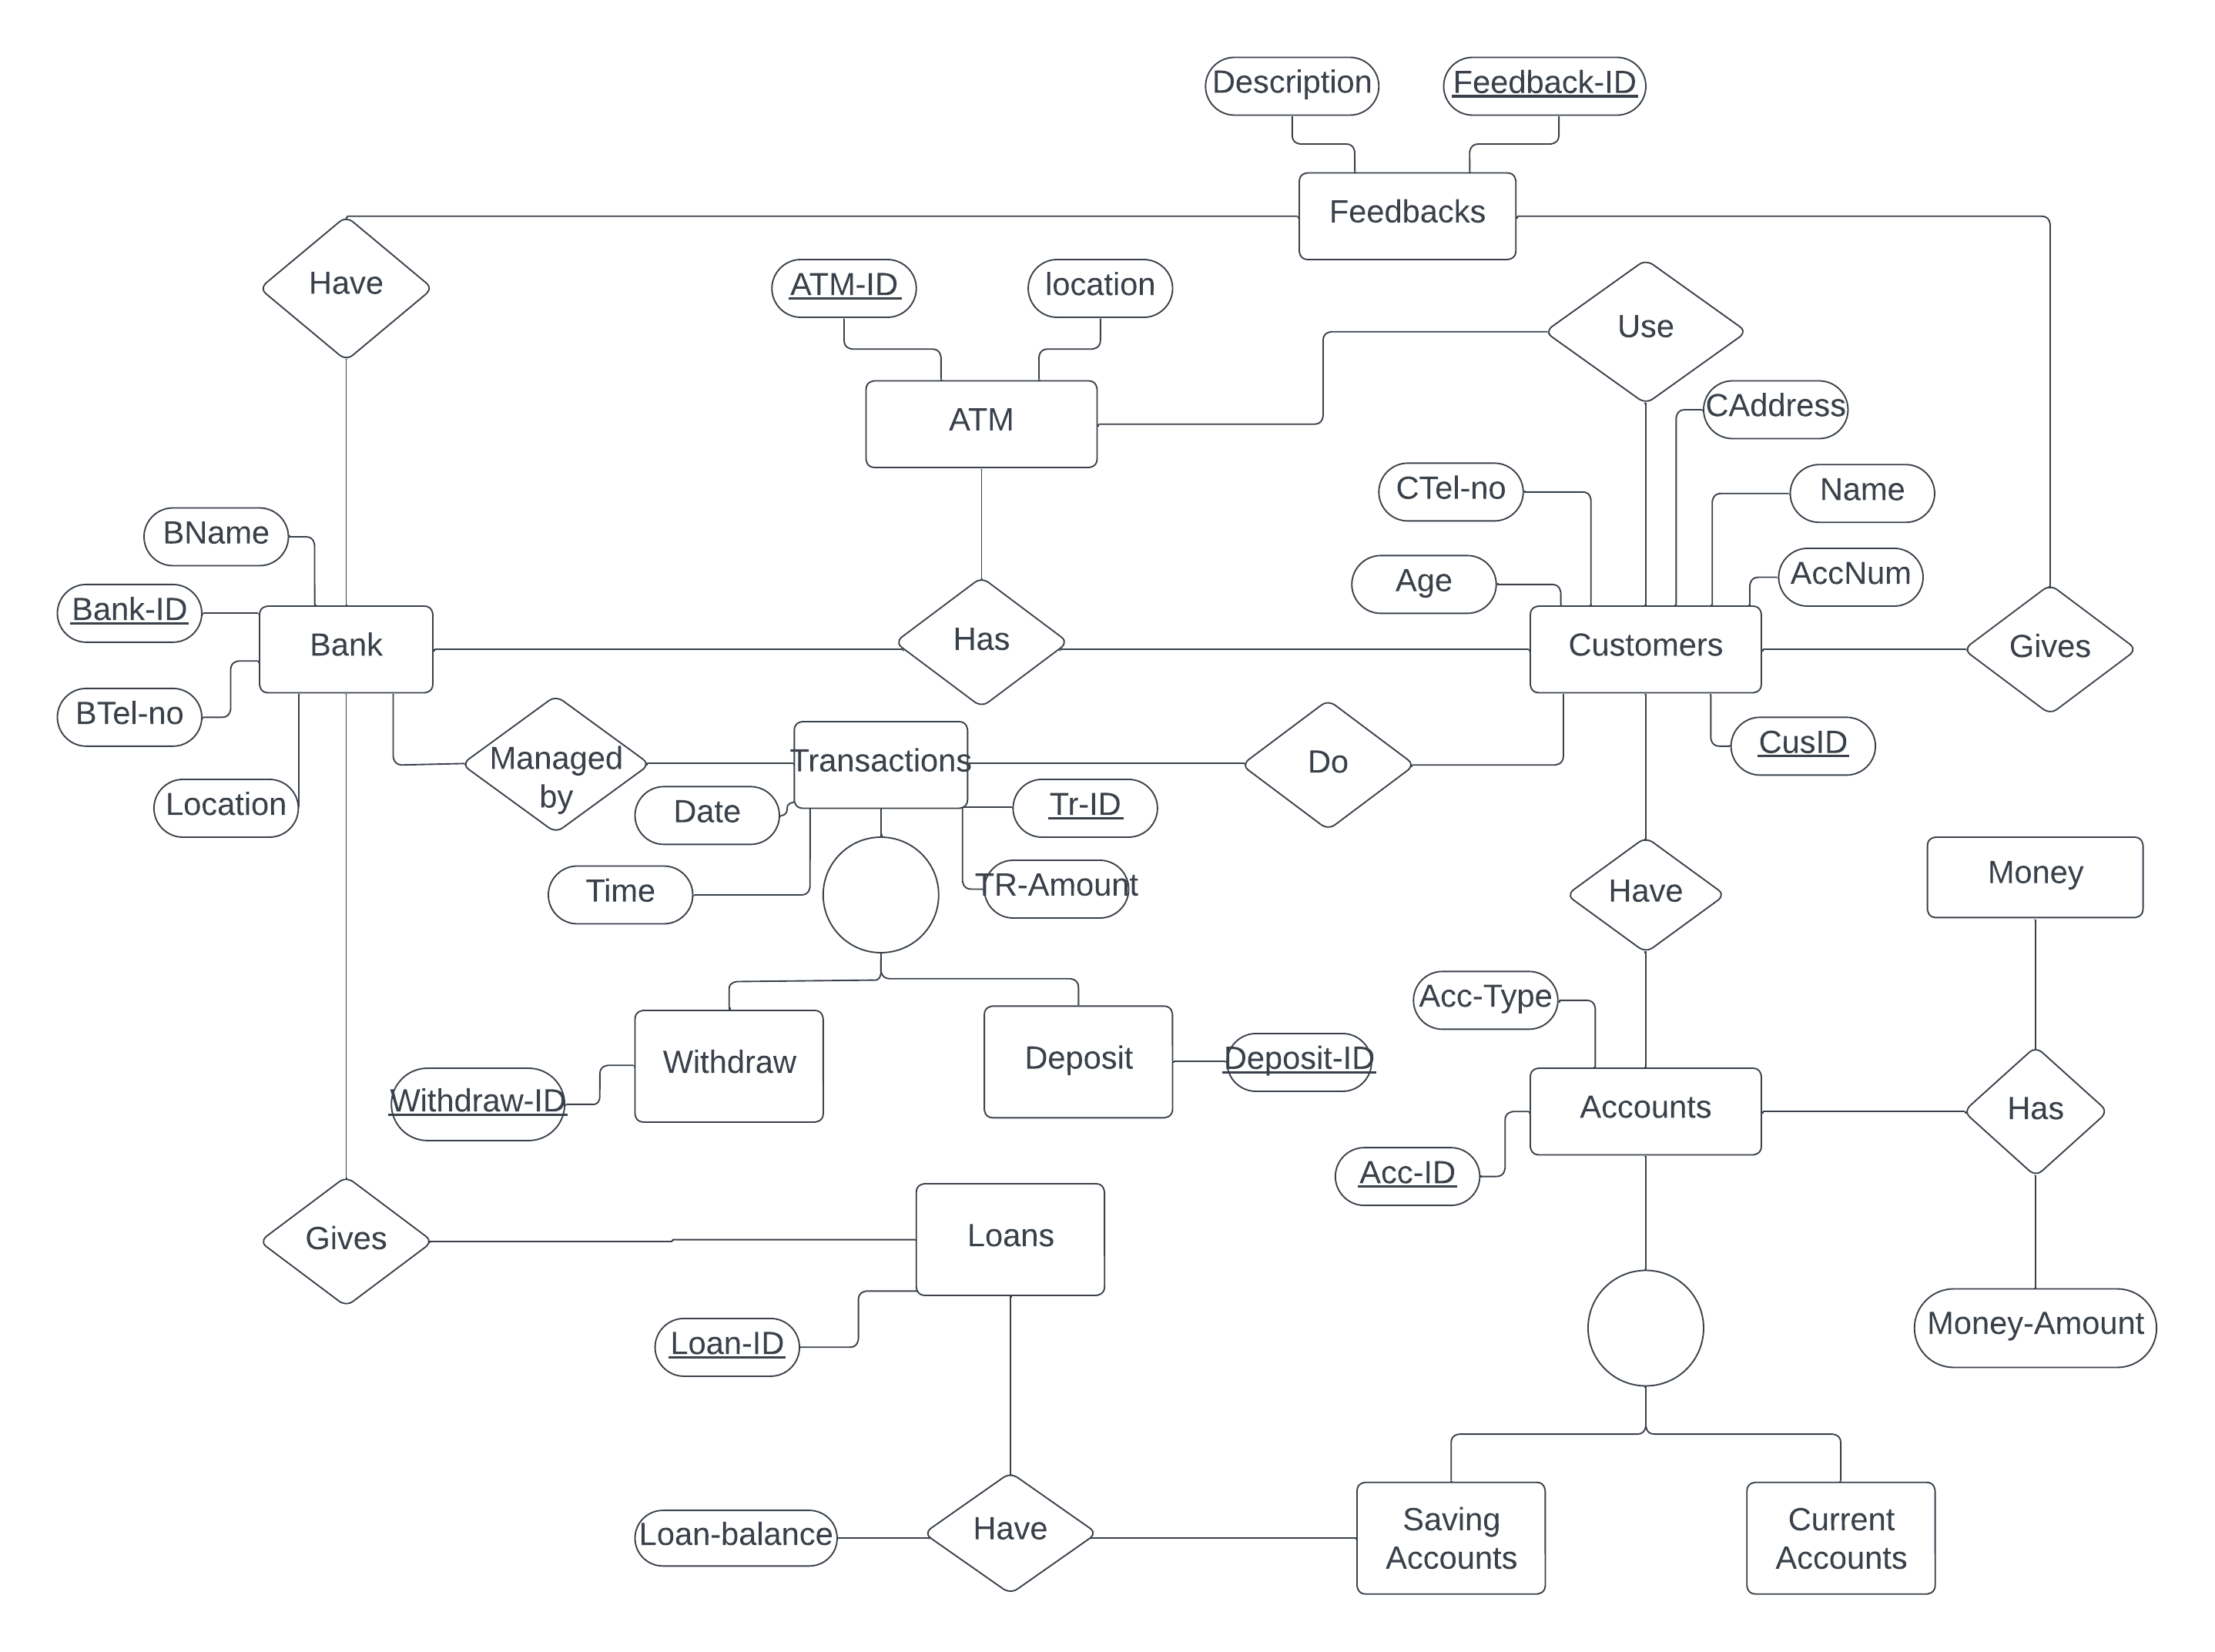 Description
Feedback-ID
Feedbacks
Have
ATM-ID
location
Use
ATM
CAddress
CTel-no
Name
BName
Age
AccNum
Bank-ID
Bank
Has
Customers
Gives
BTel-no
Managed
by
Transactions
Do
CusID
Location
Date
Tr-ID
Time
TR-Amount
Have
Money
Acc-Type
Withdraw
Deposit
Deposit-ID
Withdraw-ID
Accounts
Has
Acc-ID
Gives
Loans
Loan-ID
Money-Amount
Loan-balance
Have
Saving
Accounts
Current
Accounts